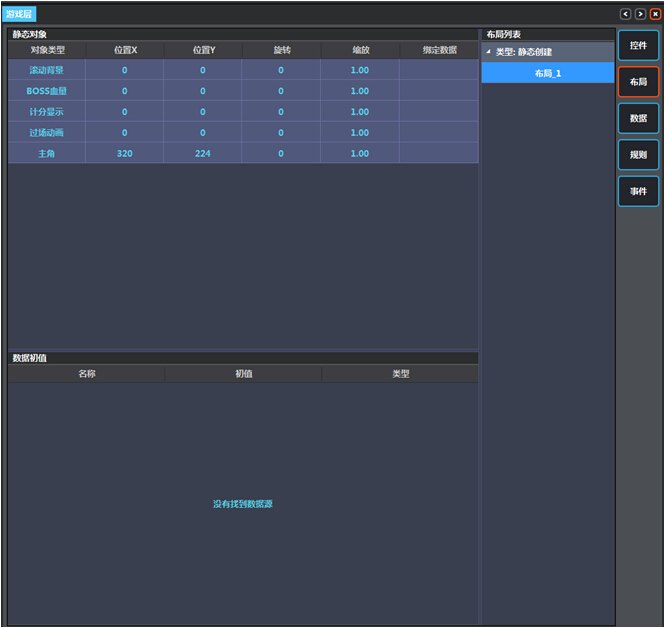 游戏层
静态对象
对象类型 位置X 位置Y 旋转 缩放 绑定数据
滚动背景 0 0 0 1.00
BOSS血量 0 0 0 1.00
计分显示 0 0 0 1.00
过场动画 0 0 0 1.00
主角 320 224 0 1.00
数据初值
名称 初值 类型
没有找到数据源
布局列表
类型: 静态创建
布局_1
控件
布局
数据
规则
事件